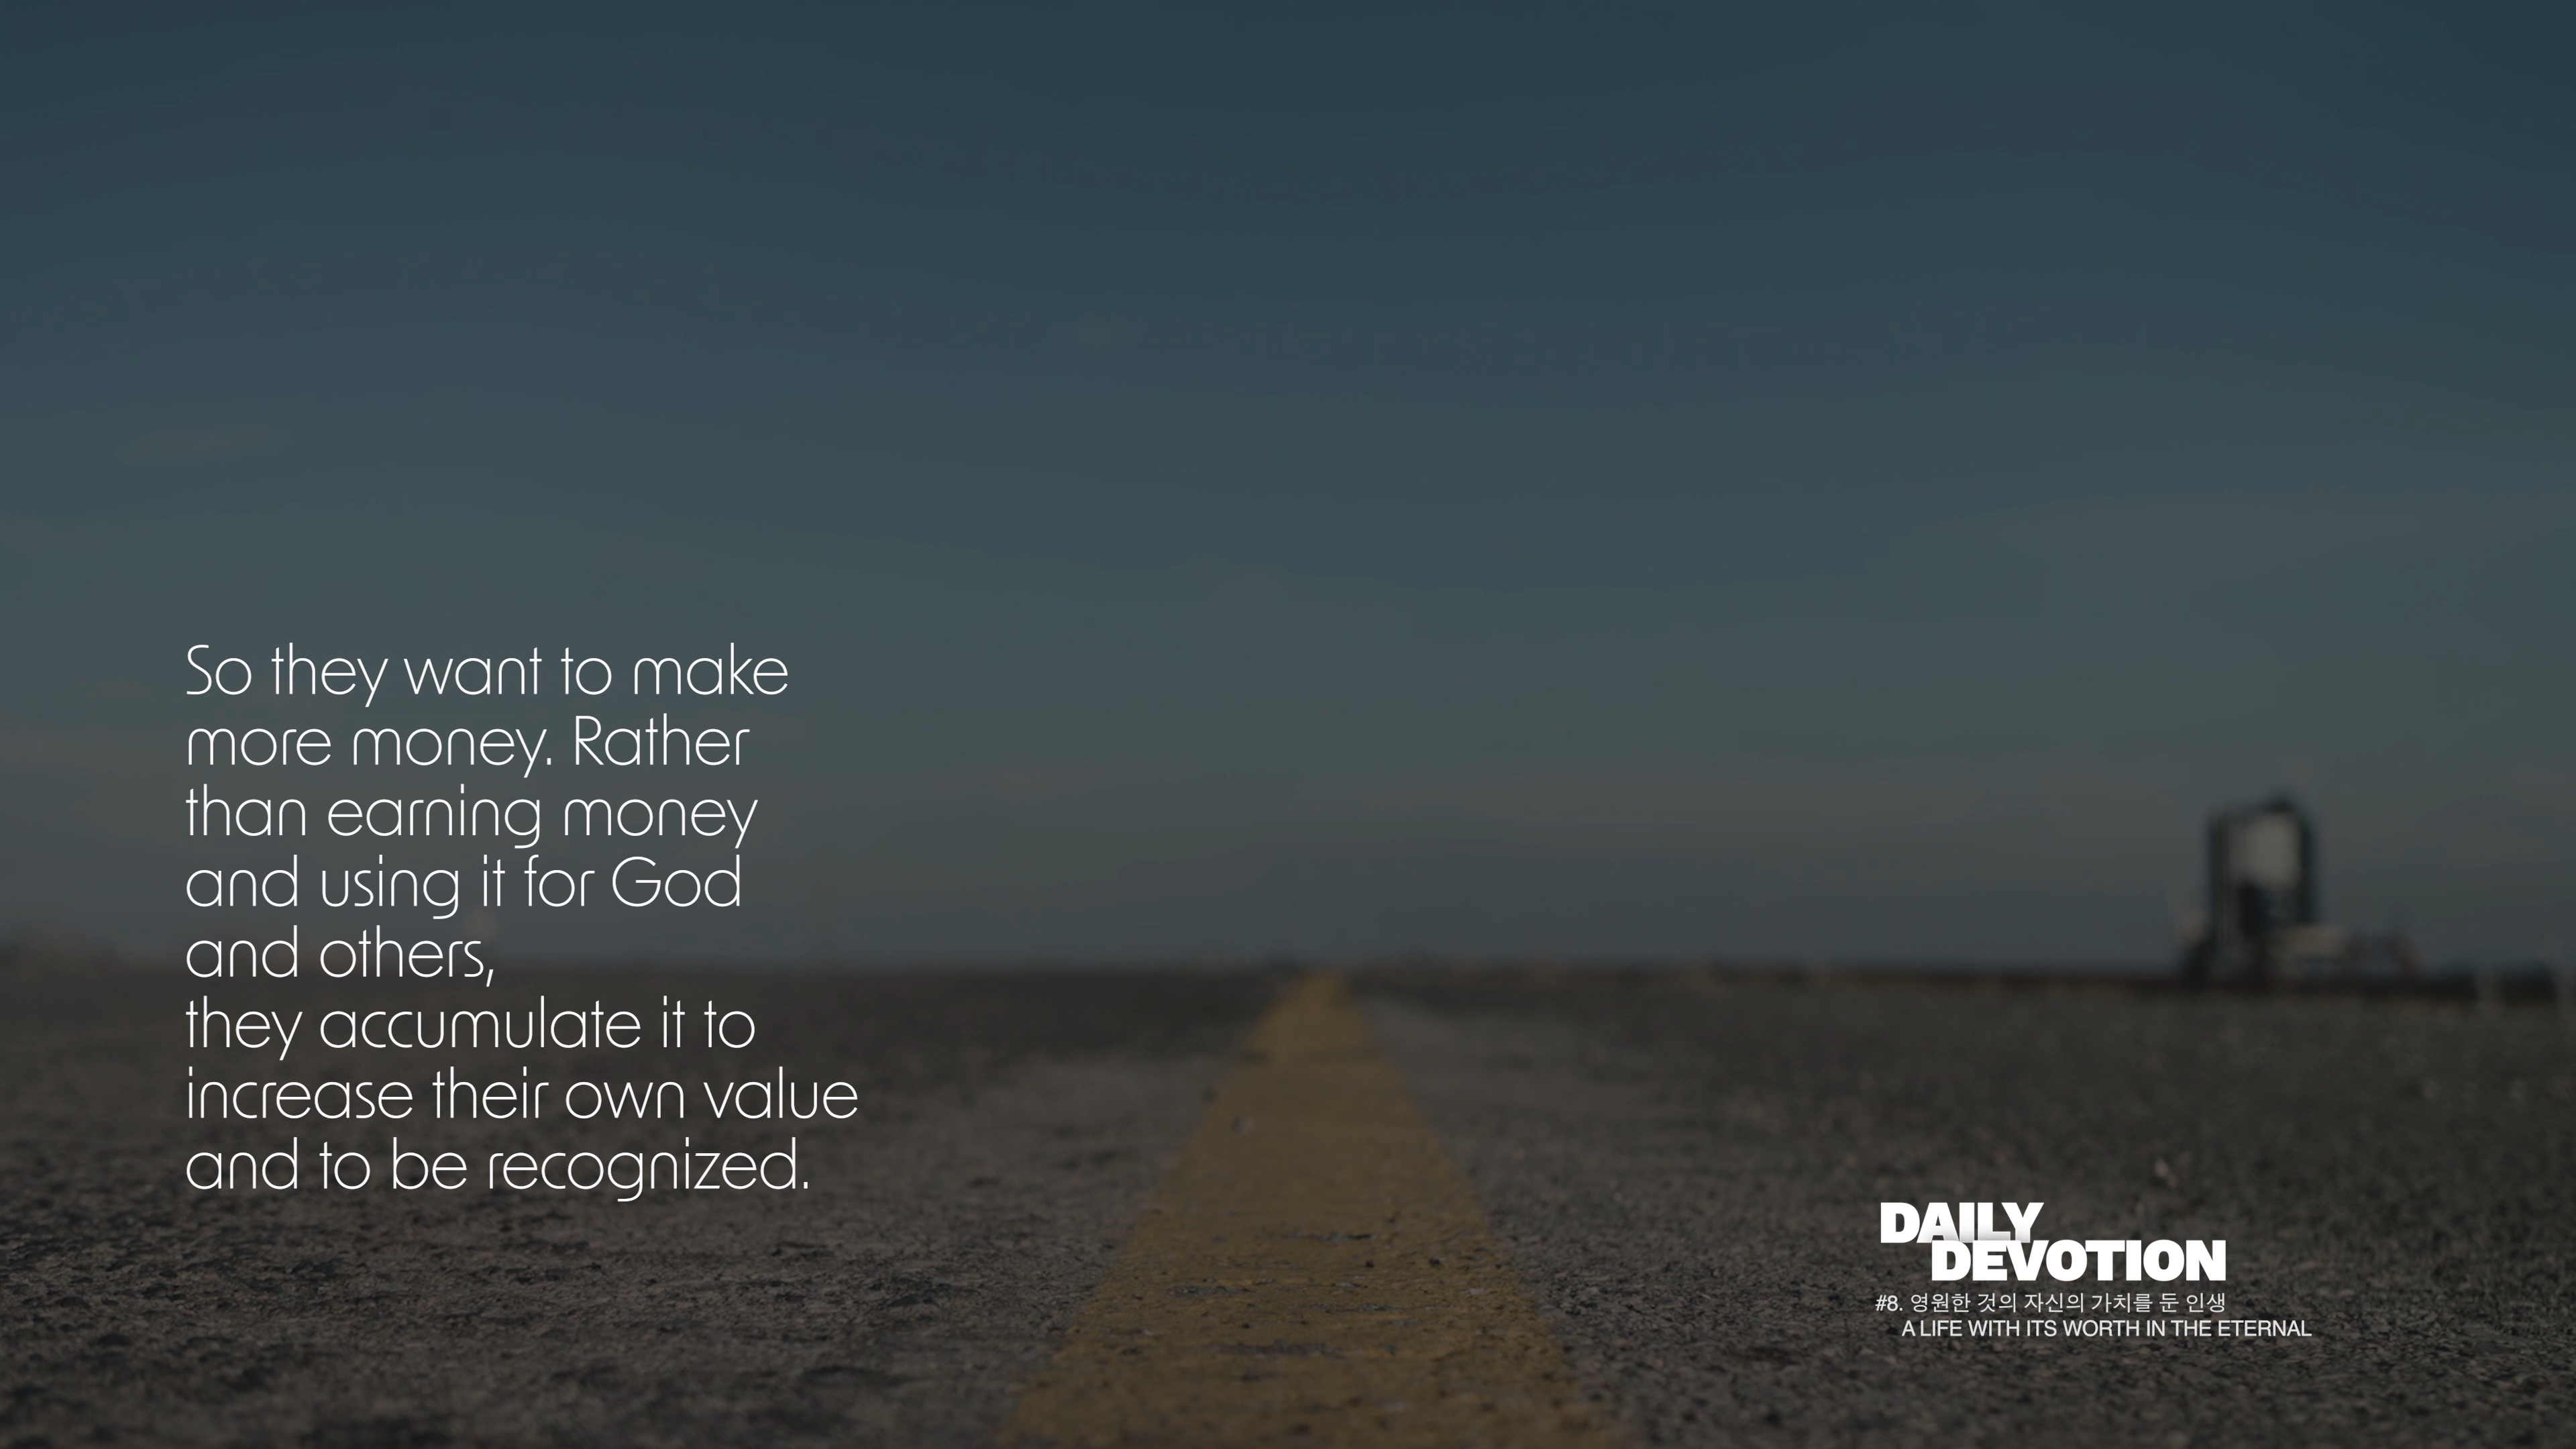 So they want to make
more money. Rather
than earning money
and using it for God
and others,
they accumulate it to
increase their own value
and to be recognized.
DAILY
DEVOTION
#8. 영원한 것의 자신의 가치를 둔 인생
A LIFE WITH ITS WORTH IN THE ETERNAL